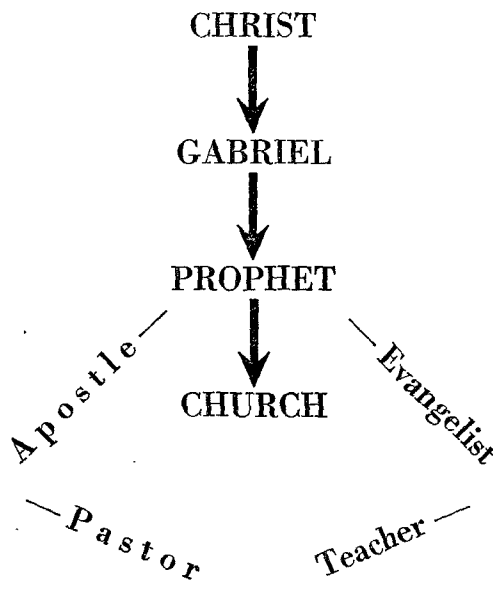 CHRIST
GABRIEL
PROPHET
Apostle
Evangelist
CHURCH
Pastor
Teacher